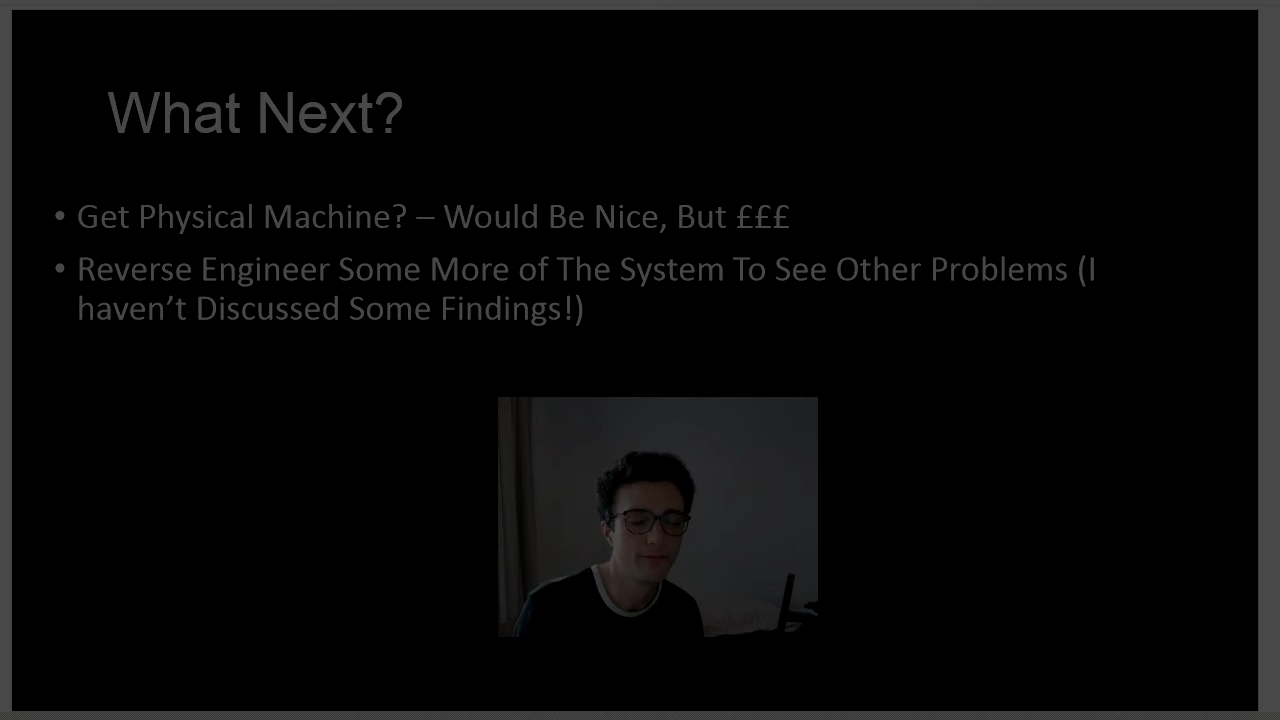 What Next?
• Get Physical Machine? – Would Be Nice, But £££
• Reverse Engineer Some More of The System To See Other Problems (I
haven’t Discussed Some Findings!)